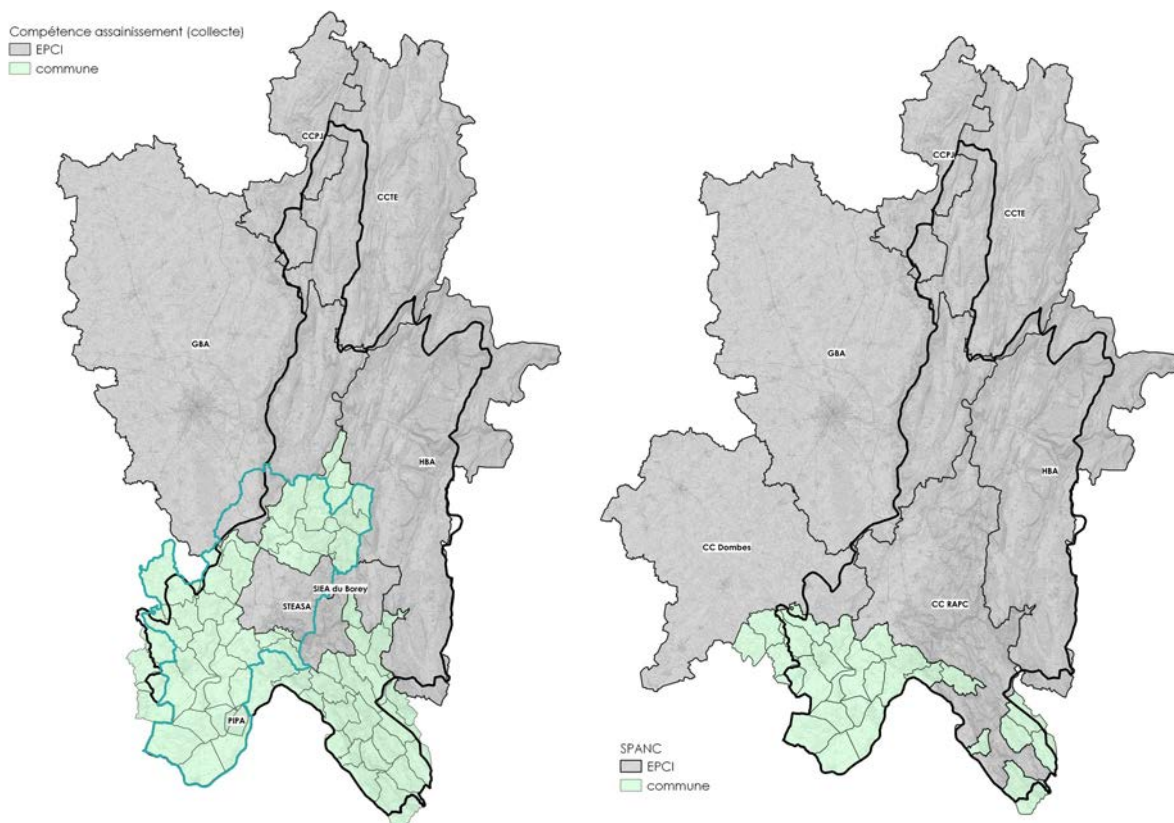 Compétence assainissement (collecte)
EPCI
commune
CCPJ
CCTE
GBA
HBA
SIEA du Borey
STEASA
PIPA
CCPJ
CCTE
GBA
HBA
CC Dombes
CC RAPC
SPANC
EPCI
commune